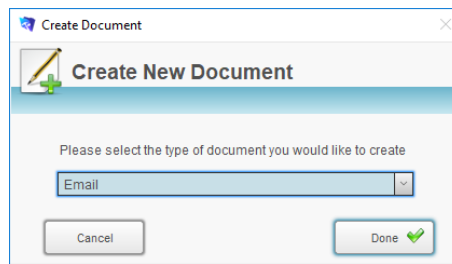 Create Document
Create New Document
Please select the type of document you would like to create
Email
Cancel
Done